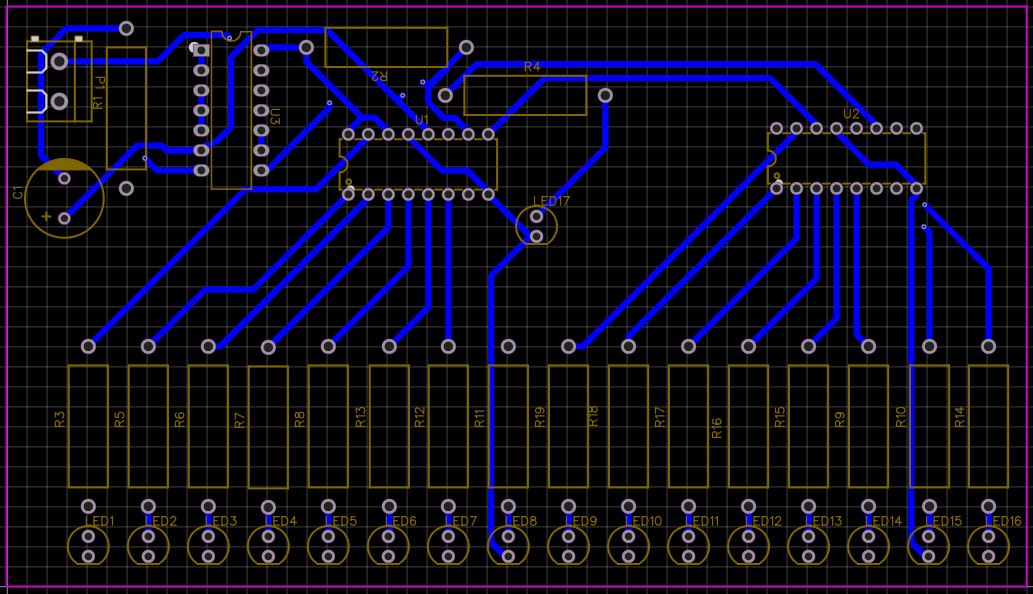 P1
R1
R2
R4
U3
U1
U2
C1
+
LED17
R3
R5
R6
R7
R8
R13
R12
R11
R19
R18
R17
R16
R15
R9
R10
R14
LED1
LED2
LED3
LED4
LED5
LED6
LED7
LED8
LED9
LED10
LED11
LED12
LED13
LED14
LED15
LED16